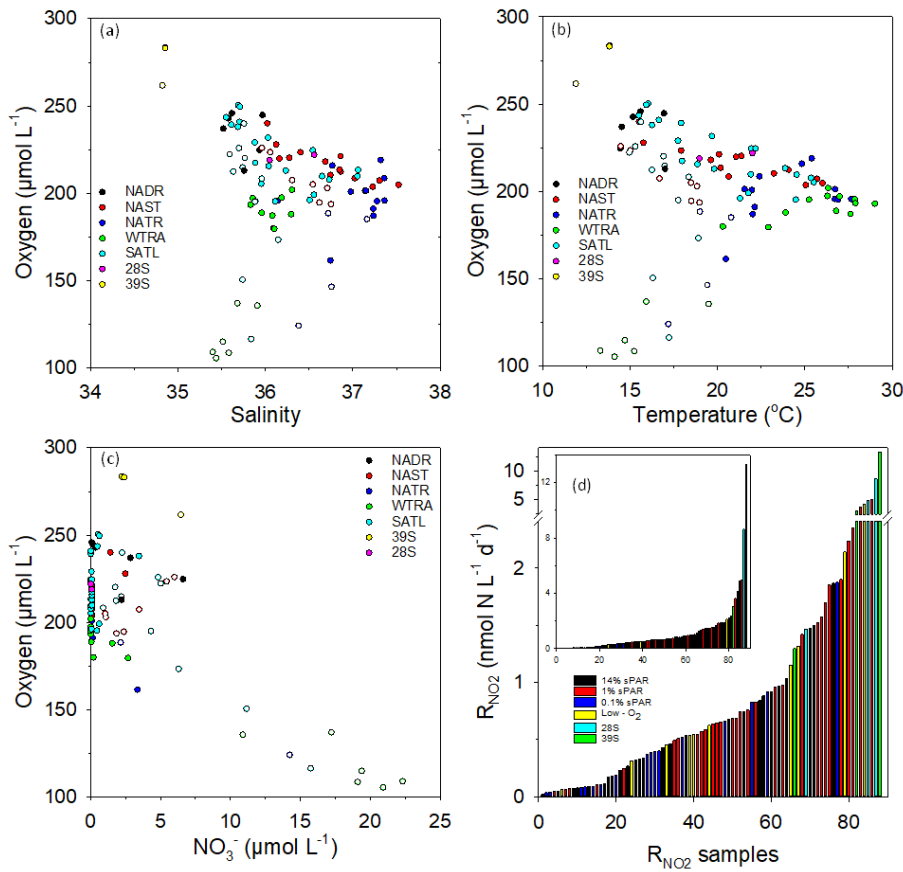 (a)
300
250
200
150
100
Oxygen (µmol L⁻¹)
NADR
NAST
NATR
WTRA
SATL
28S
39S
34 35 36 37 38
Salinity
(b)
300
250
200
150
100
Oxygen (µmol L⁻¹)
NADR
NAST
NATR
WTRA
SATL
28S
39S
10 15 20 25 30
Temperature (°C)
(c)
300
250
200
150
100
Oxygen (µmol L⁻¹)
NADR
NAST
NATR
WTRA
SATL
39S
28S
0 5 10 15 20 25
NO₃⁻ (µmol L⁻¹)
(d)
10
5
2
1
0
R_NO2 (nmol N L⁻¹ d⁻¹)
12
8
4
0
0 20 40 60 80
14% sPAR
1% sPAR
0.1% sPAR
Low - O₂
28S
39S
0 20 40 60 80
R_NO2 samples